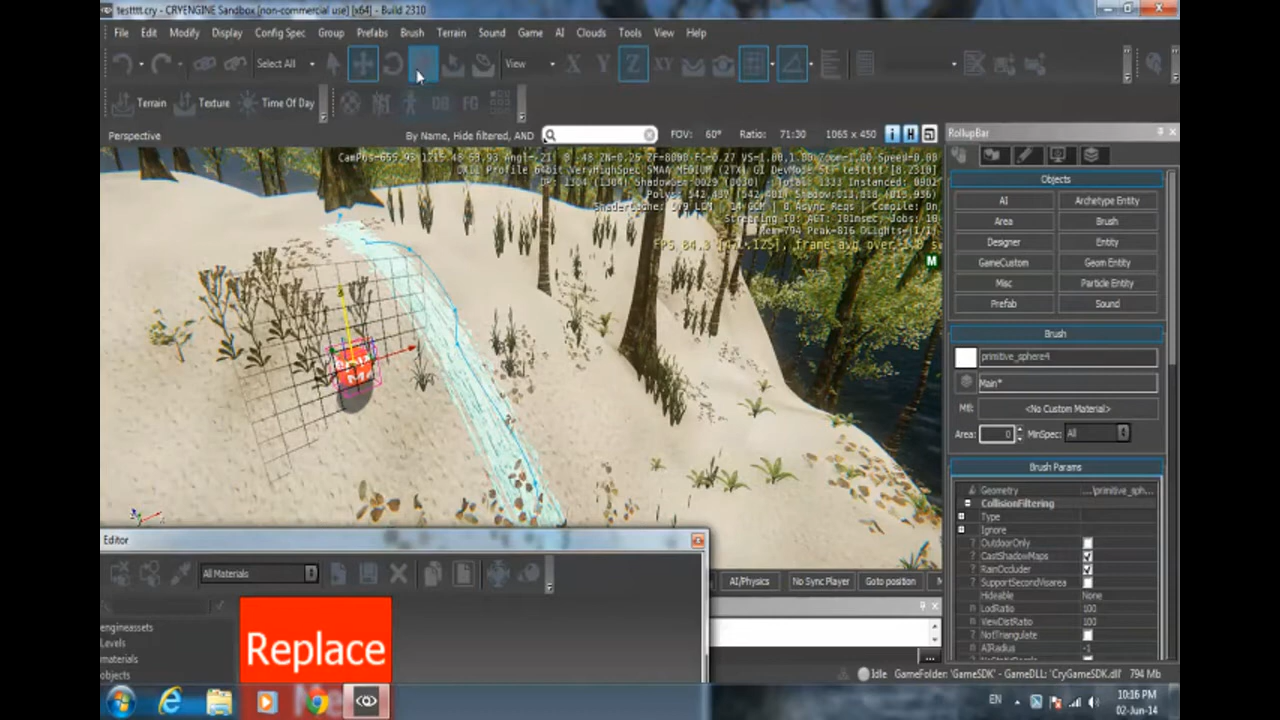 testttt.cry - CRYENGINE Sandbox (non-commercial use) [x64] - Build 2310
File Edit Modify Display Config Spec Group Prefabs Brush Terrain Sound Game AI Clouds Tools View Help
Select All View X Y Z XY
Terrain Texture Time Of Day FG
Perspective By Name, Hide filtered, AND FOV: 60° Ratio: 71:30 1065 x 450 i H
RollupBar
Objects
AI Archetype Entity
Area Brush
Designer Entity
GameCustom Geom Entity
Misc Particle Entity
Prefab Sound
Brush
primitive_sphere4
Main*
Mtl: <No Custom Material>
Area: 0 MinSpec: All
Brush Params
Geometry ...\primitive_sph...
CollisionFiltering
Type
Ignore
OutdoorOnly
CastShadowMaps
RainOccluder
SupportSecondVisarea
Hideable None
LodRatio 100
ViewDistRatio 100
NotTriangulate
AIRadius -1
M
Editor
All Materials
engineassets
Levels
materials
objects
Replace
AI/Physics No Sync Player Goto position
Idle GameFolder: 'GameSDK' - GameDLL: 'CryGameSDK.dll' 794 Mb
EN 10:16 PM
02-Jun-14